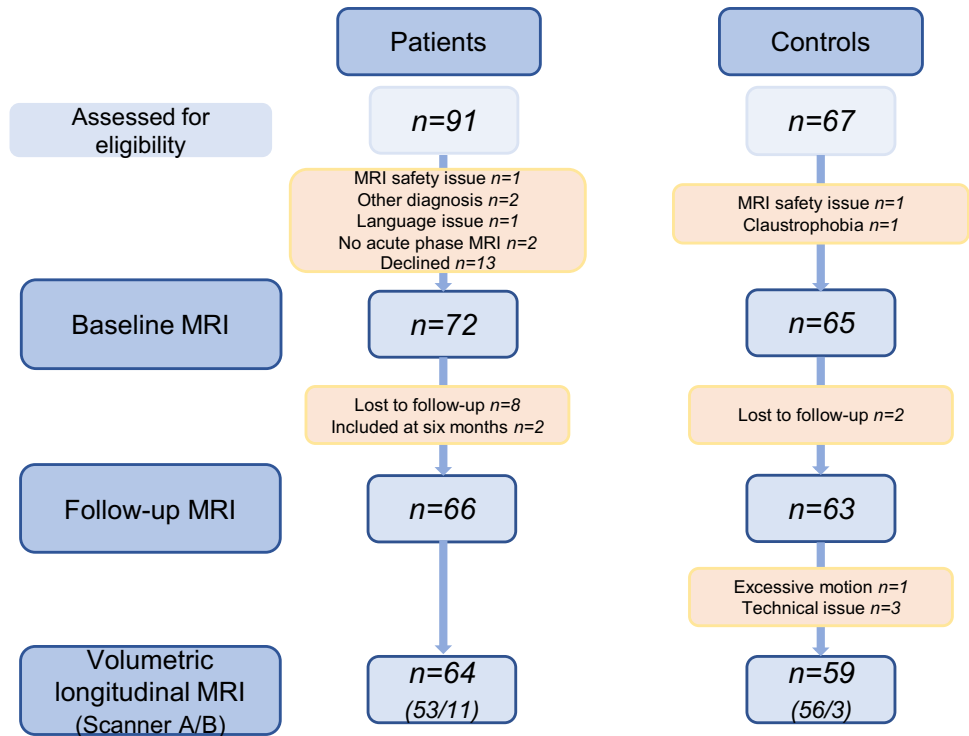 Patients
Controls
Assessed for
eligibility
n=91
n=67
MRI safety issue n=1
Other diagnosis n=2
Language issue n=1
No acute phase MRI n=2
Declined n=13
MRI safety issue n=1
Claustrophobia n=1
Baseline MRI
n=72
n=65
Lost to follow-up n=8
Included at six months n=2
Lost to follow-up n=2
Follow-up MRI
n=66
n=63
Excessive motion n=1
Technical issue n=3
Volumetric
longitudinal MRI
(Scanner A/B)
n=64
(53/11)
n=59
(56/3)